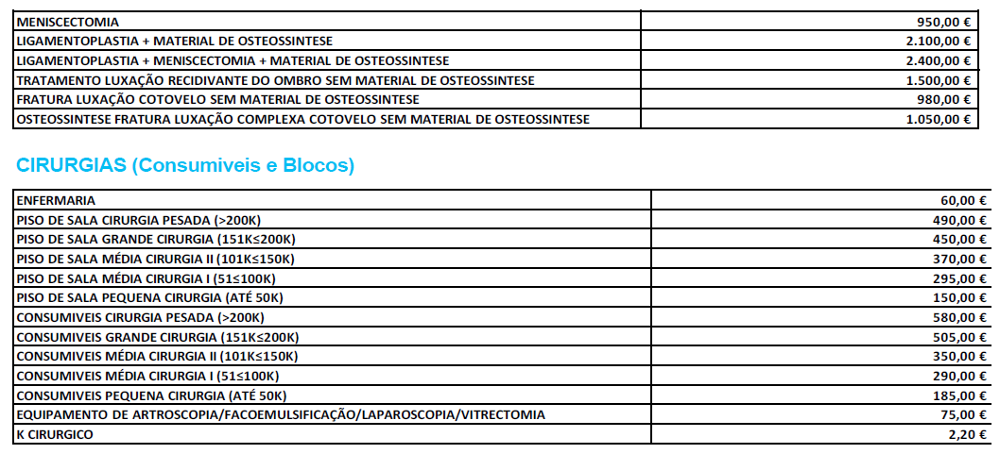 MENISCECTOMIA 950,00 €
LIGAMENTOPLASTIA + MATERIAL DE OSTEOSSINTESE 2.100,00 €
LIGAMENTOPLASTIA + MENISCECTOMIA + MATERIAL DE OSTEOSSINTESE 2.400,00 €
TRATAMENTO LUXAÇÃO RECIDIVANTE DO OMBRO SEM MATERIAL DE OSTEOSSINTESE 1.500,00 €
FRATURA LUXAÇÃO COTOVELO SEM MATERIAL DE OSTEOSSINTESE 980,00 €
OSTEOSSINTESE FRATURA LUXAÇÃO COMPLEXA COTOVELO SEM MATERIAL DE OSTEOSSINTESE 1.050,00 €
CIRURGIAS (Consumiveis e Blocos)
ENFERMARIA 60,00 €
PISO DE SALA CIRURGIA PESADA (>200K) 490,00 €
PISO DE SALA GRANDE CIRURGIA (151K≤200K) 450,00 €
PISO DE SALA MÉDIA CIRURGIA II (101K≤150K) 370,00 €
PISO DE SALA MÉDIA CIRURGIA I (51≤100K) 295,00 €
PISO DE SALA PEQUENA CIRURGIA (ATÉ 50K) 150,00 €
CONSUMIVEIS CIRURGIA PESADA (>200K) 580,00 €
CONSUMIVEIS GRANDE CIRURGIA (151K≤200K) 505,00 €
CONSUMIVEIS MÉDIA CIRURGIA II (101K≤150K) 350,00 €
CONSUMIVEIS MÉDIA CIRURGIA I (51≤100K) 290,00 €
CONSUMIVEIS PEQUENA CIRURGIA (ATÉ 50K) 185,00 €
EQUIPAMENTO DE ARTROSCOPIA/FACOEMULSIFICAÇÃO/LAPAROSCOPIA/VITRECTOMIA 75,00 €
K CIRURGICO 2,20 €